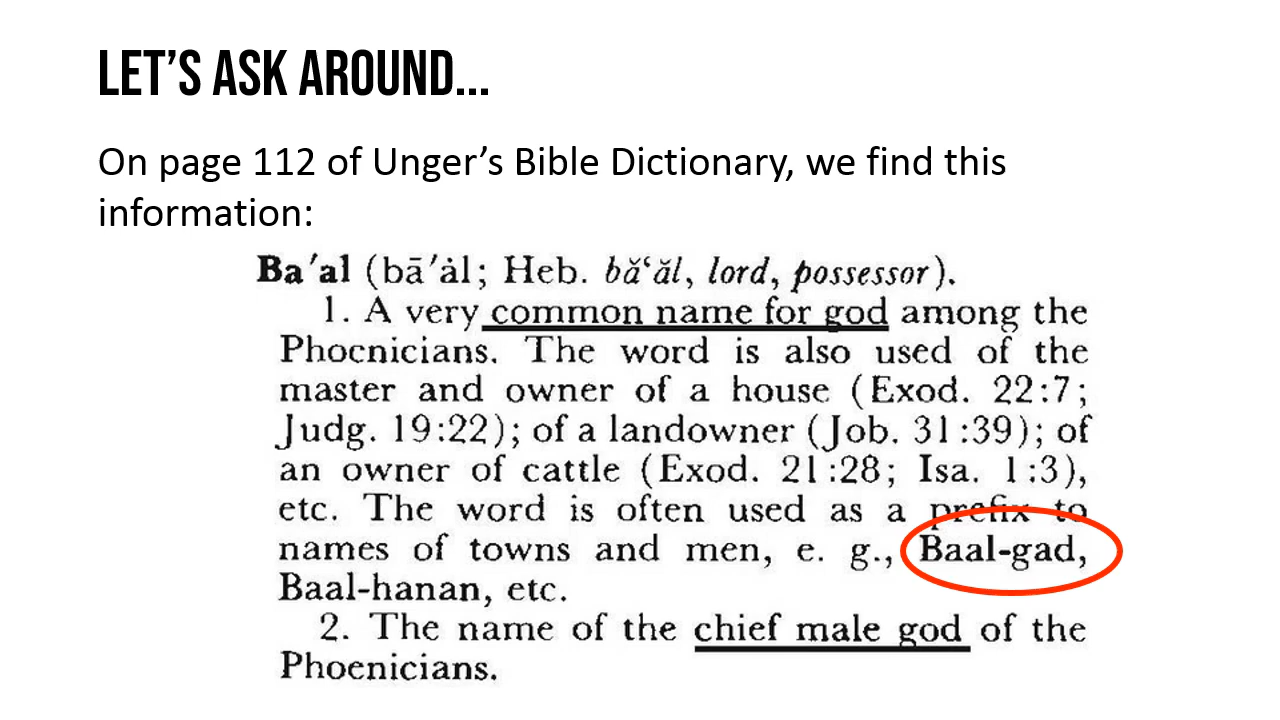 LET'S ASK AROUND...
On page 112 of Unger's Bible Dictionary, we find this
information:
Ba′al (bā′ȧl; Heb. bă‘ăl, lord, possessor).
1. A very common name for god among the
Phoenicians. The word is also used of the
master and owner of a house (Exod. 22:7;
Judg. 19:22); of a landowner (Job. 31:39); of
an owner of cattle (Exod. 21:28; Isa. 1:3),
etc. The word is often used as a prefix to
names of towns and men, e. g., Baal-gad,
Baal-hanan, etc.
2. The name of the chief male god of the
Phoenicians.